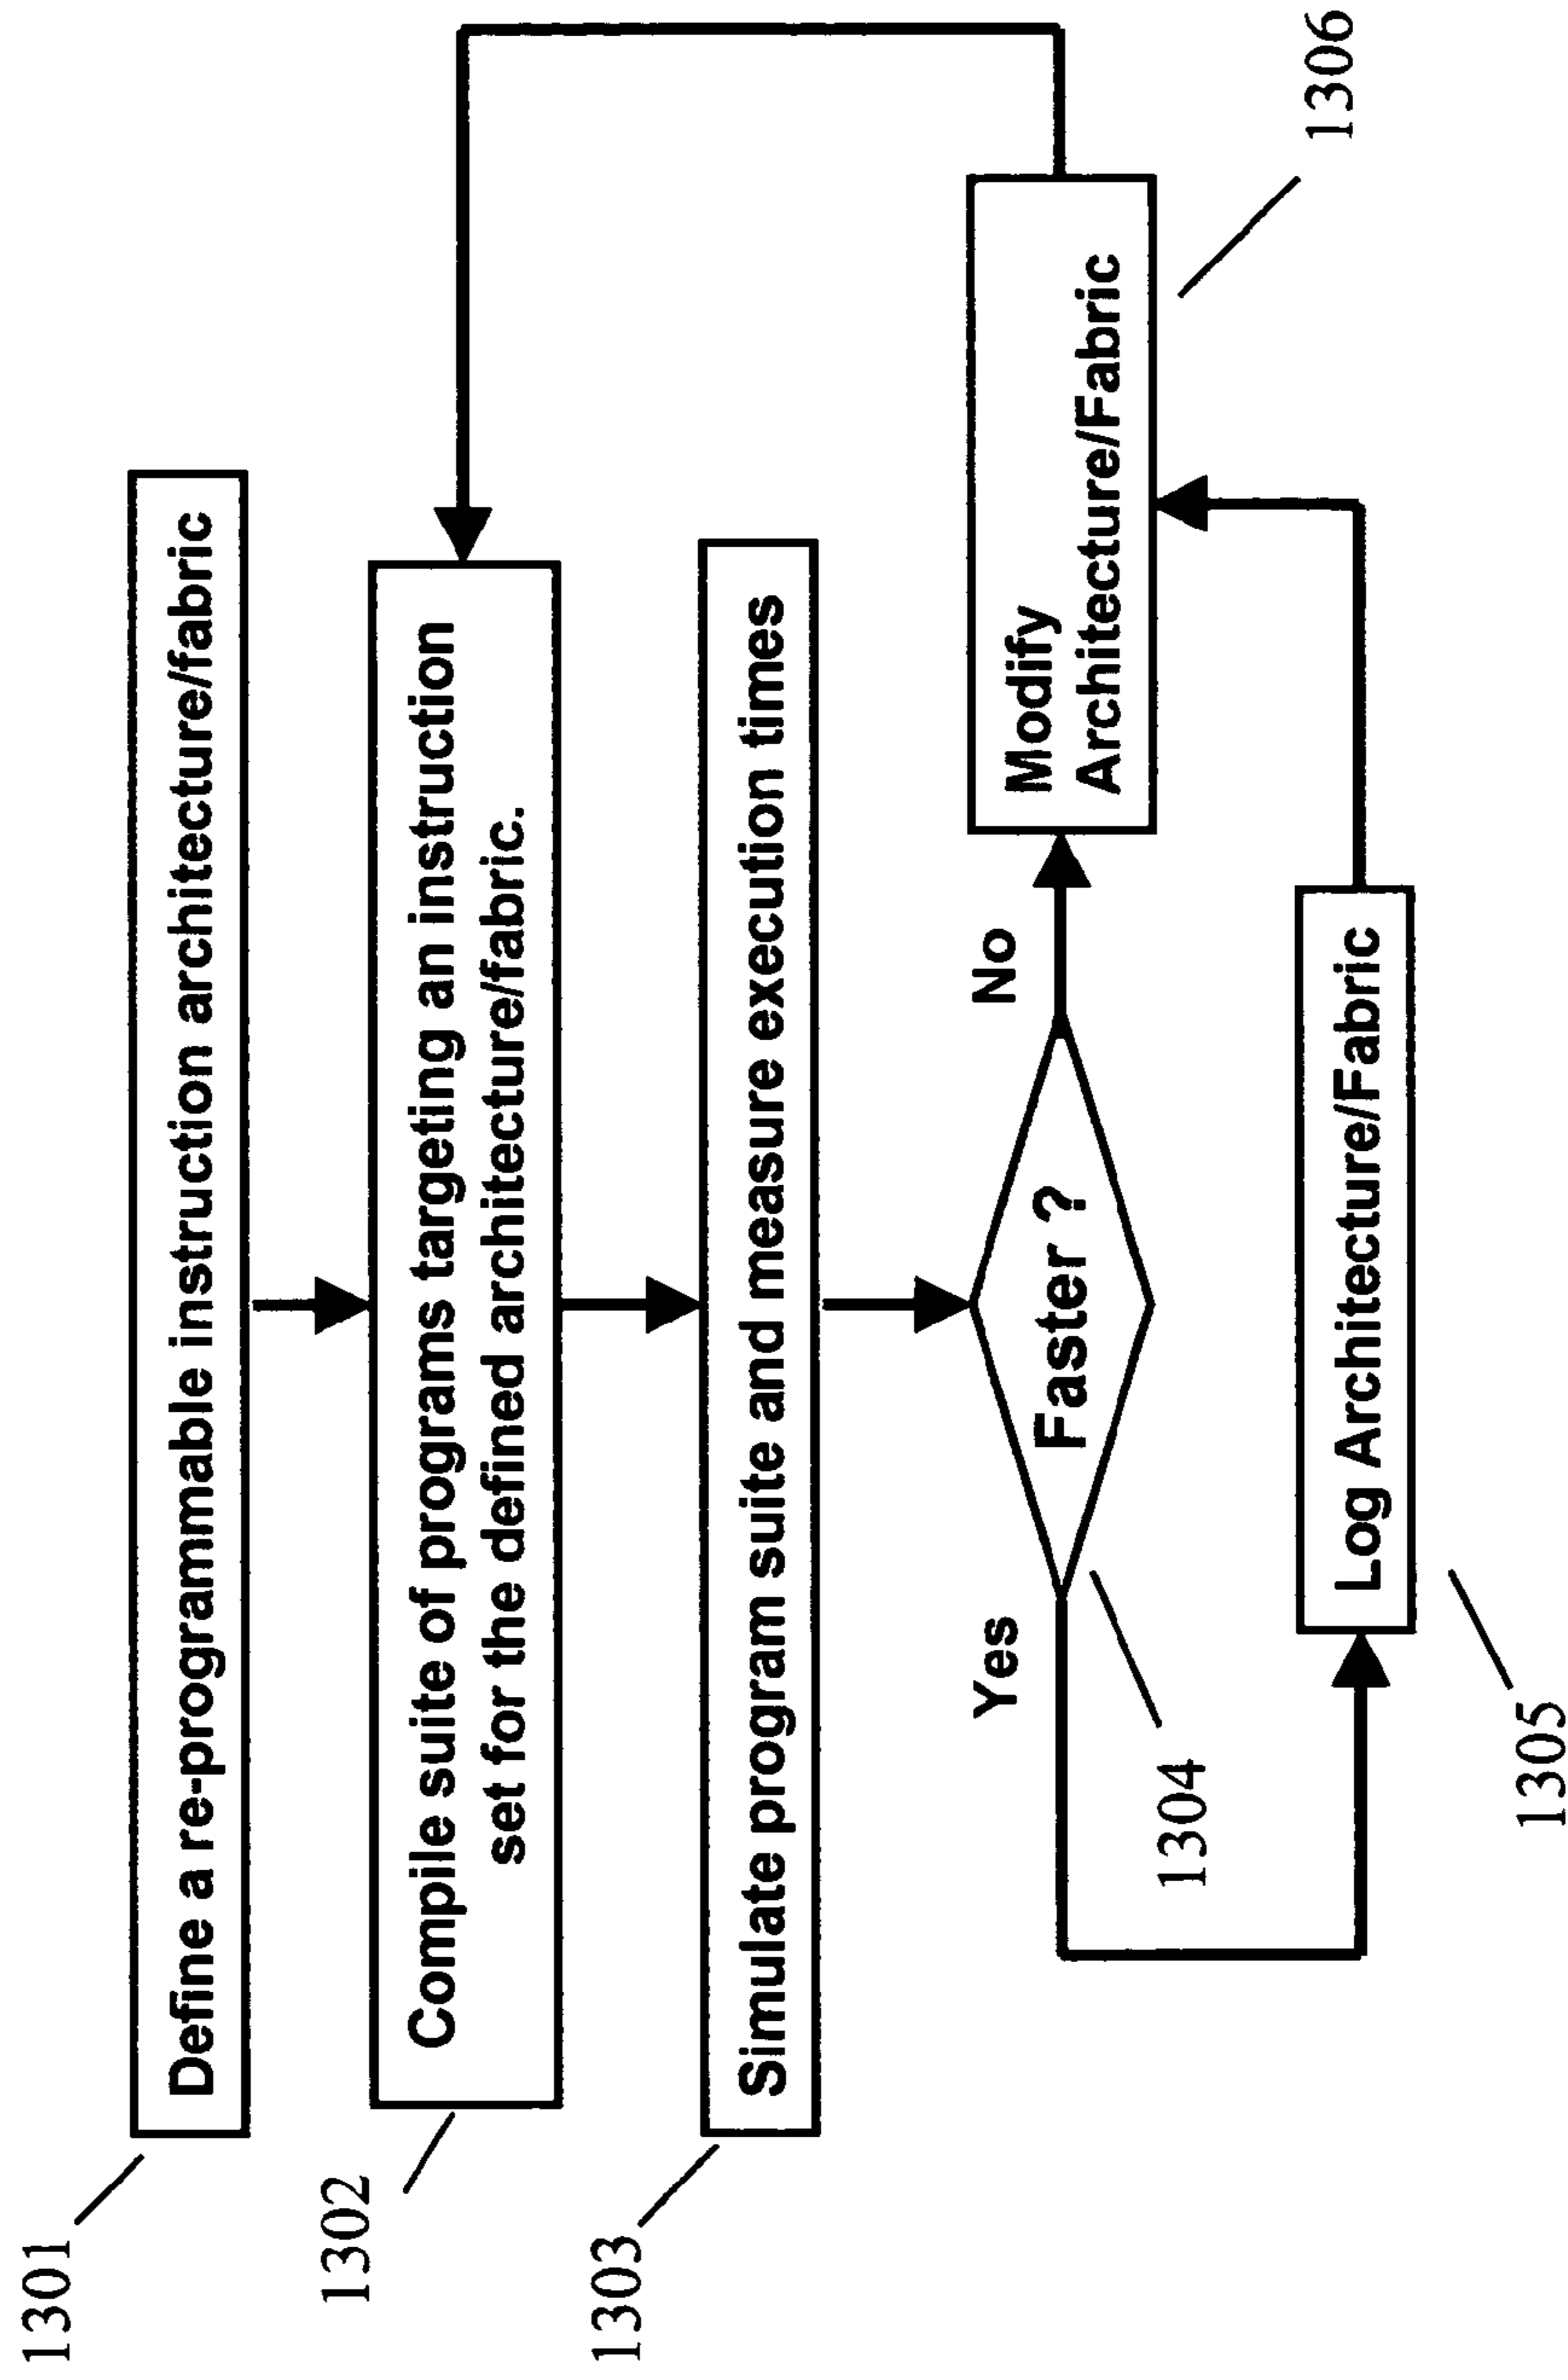 1301
Define a re-programmable instruction architecture/fabric
1302
Compile suite of programs targeting an instruction
set for the defined architecture/fabric.
1303
Simulate program suite and measure execution times
Yes
Faster ?
No
1304
Modify
Architecture/Fabric
1306
Log Architecture/Fabric
1305